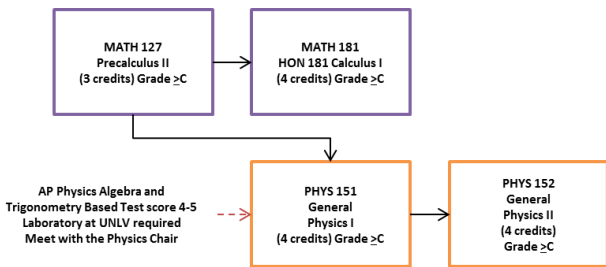 MATH 127
Precalculus II
(3 credits) Grade >C
MATH 181
HON 181 Calculus I
(4 credits) Grade >C
AP Physics Algebra and
Trigonometry Based Test score 4-5
Laboratory at UNLV required
Meet with the Physics Chair
PHYS 151
General
Physics I
(4 credits) Grade >C
PHYS 152
General
Physics II
(4 credits)
Grade >C